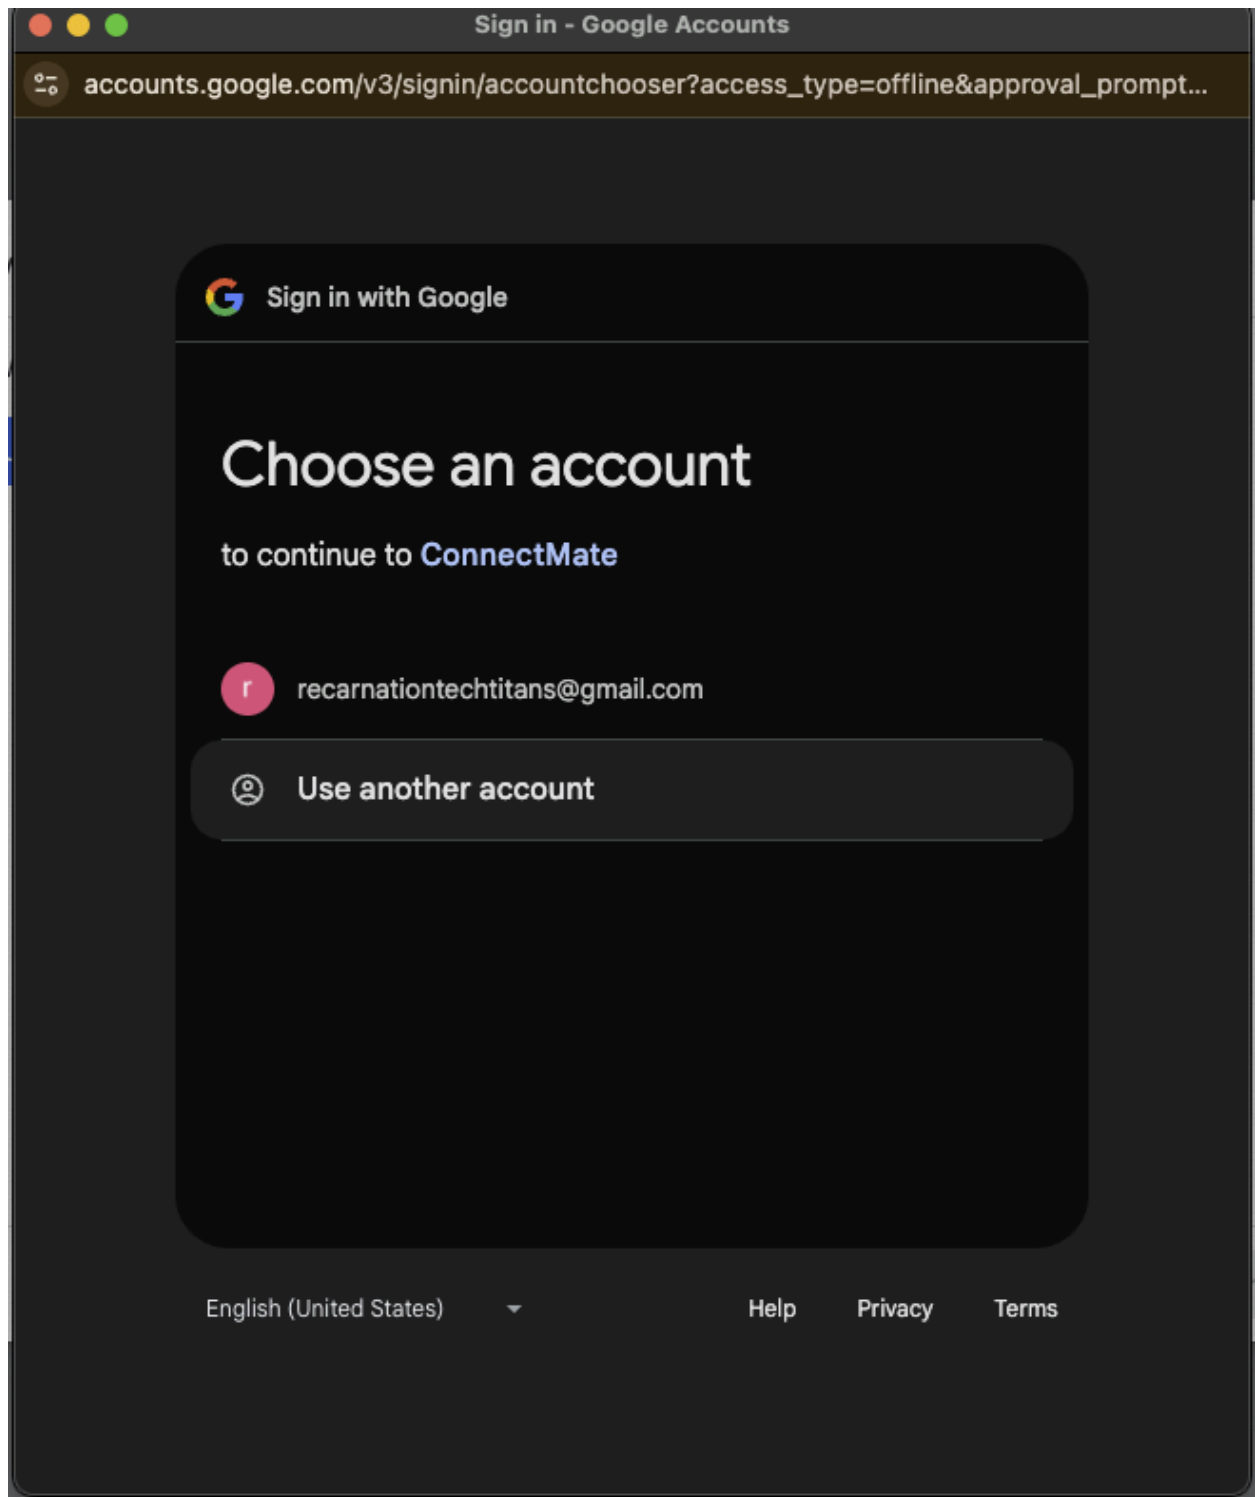 Sign in - Google Accounts
accounts.google.com/v3/signin/accountchooser?access_type=offline&approval_prompt...
Sign in with Google
Choose an account
to continue to ConnectMate
r recarnationtechtitans@gmail.com
Use another account
English (United States) Help Privacy Terms